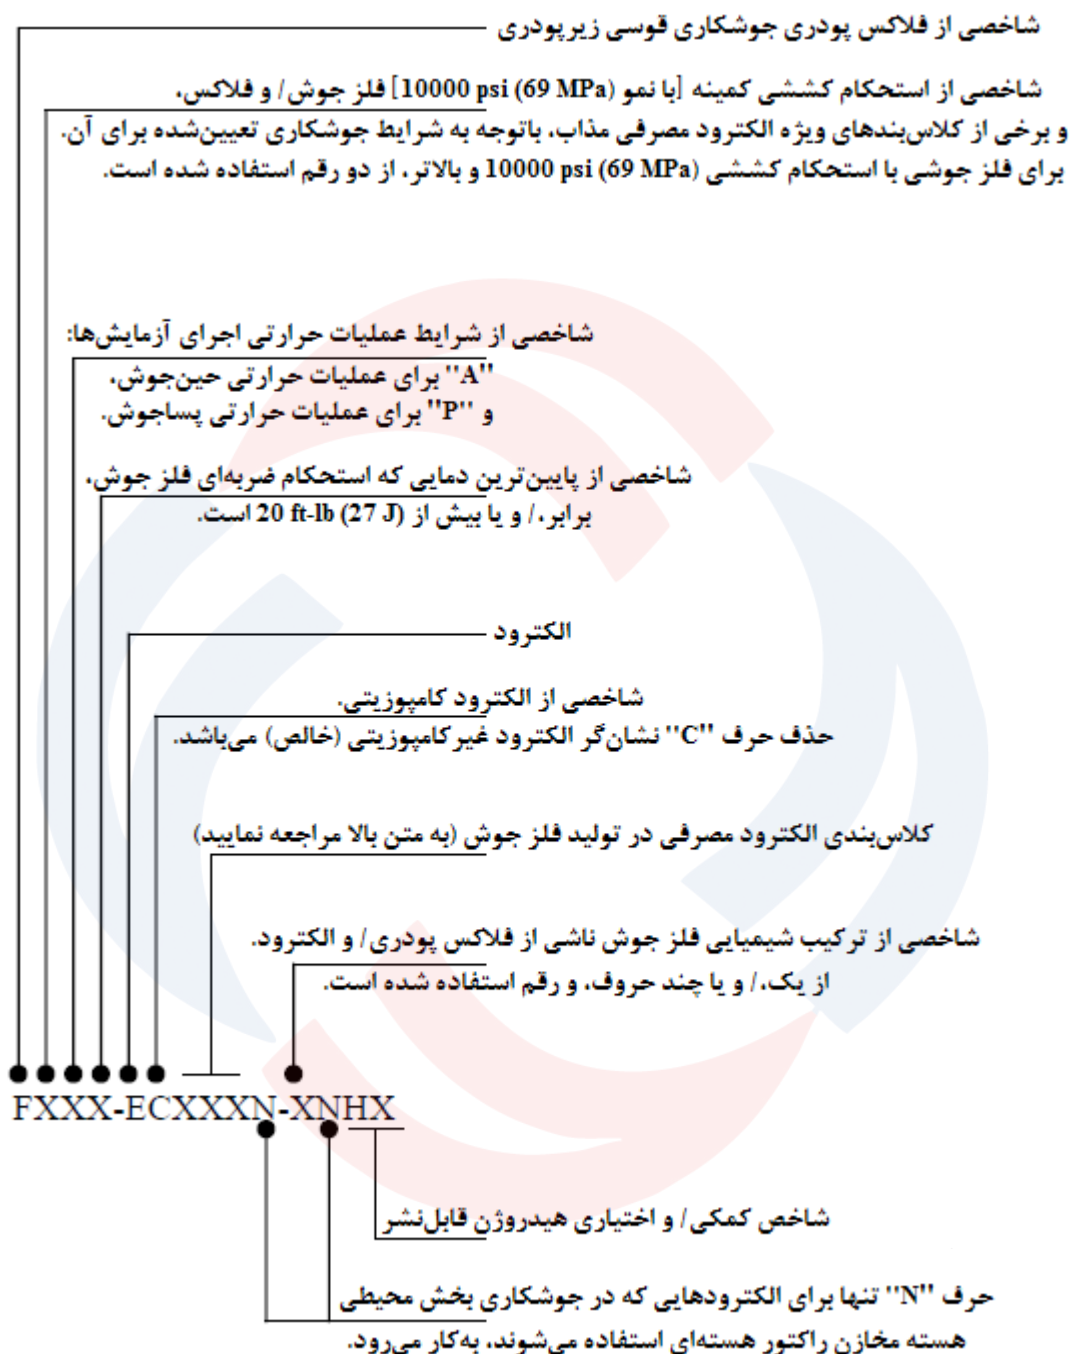 شاخصی از فلاکس پودری جوشکاری قوسی زیرپودری
شاخصی از استحکام کششی کمینه [با نمو 10000 psi (69 MPa)] فلز جوش/ و فلاکس،
و برخی از کلاس‌بندهای ویژه الکترود مصرفی مذاب، باتوجه به شرایط جوشکاری تعیین‌شده برای آن.
برای فلز جوشی با استحکام کششی 10000 psi (69 MPa) و بالاتر، از دو رقم استفاده شده است.
شاخصی از شرایط عملیات حرارتی اجرای آزمایش‌ها:
"A" برای عملیات حرارتی حین‌جوش،
و "P" برای عملیات حرارتی پساجوش.
شاخصی از پایین‌ترین دمایی که استحکام ضربه‌ای فلز جوش،
برابر،/ و یا بیش از 20 ft-lb (27 J) است.
الکترود
شاخصی از الکترود کامپوزیتی.
حذف حرف "C" نشان‌گر الکترود غیرکامپوزیتی (خالص) می‌باشد.
کلاس‌بندی الکترود مصرفی در تولید فلز جوش (به متن بالا مراجعه نمایید)
شاخصی از ترکیب شیمیایی فلز جوش ناشی از فلاکس پودری/ و الکترود.
از یک،/ و یا چند حروف، و رقم استفاده شده است.
FXXX-ECXXXN-XNHX
شاخص کمکی/ و اختیاری هیدروژن قابل‌نشر
حرف "N" تنها برای الکترودهایی که در جوشکاری بخش محیطی
هسته مخازن راکتور هسته‌ای استفاده می‌شوند، به‌کار می‌رود.